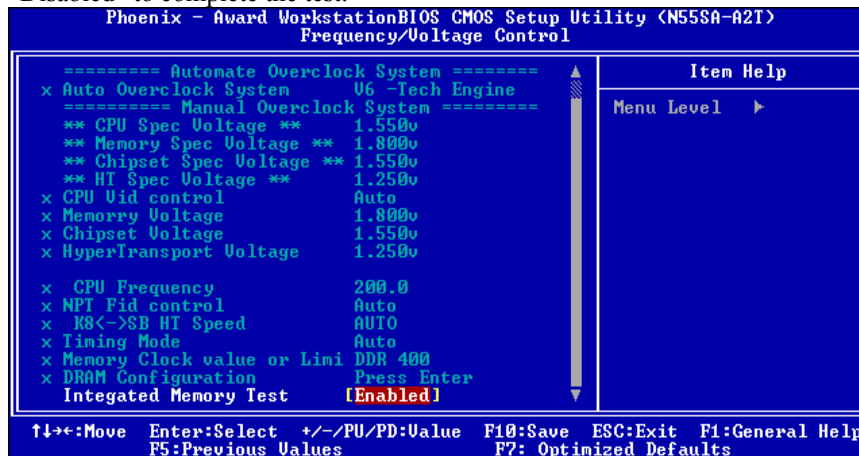 "Disabled" to complete the test.
Phoenix - Award WorkstationBIOS CMOS Setup Utility (N55SA-A2T)
Frequency/Voltage Control
========= Automate Overclock System ========
x Auto Overclock System V6 -Tech Engine
========== Manual Overclock System =========
** CPU Spec Voltage ** 1.550v
** Memory Spec Voltage ** 1.800v
** Chipset Spec Voltage ** 1.550v
** HT Spec Voltage ** 1.250v
x CPU Vid control Auto
x Memorry Voltage 1.800v
x Chipset Voltage 1.550v
x HyperTransport Voltage 1.250v
x CPU Frequency 200.0
x NPT Fid control Auto
x K8<->SB HT Speed AUTO
x Timing Mode Auto
x Memory Clock value or Limi DDR 400
x DRAM Configuration Press Enter
Integated Memory Test [Enabled]
Item Help
Menu Level ►
↑↓→←:Move Enter:Select +/-/PU/PD:Value F10:Save ESC:Exit F1:General Help
F5:Previous Values F7: Optimized Defaults